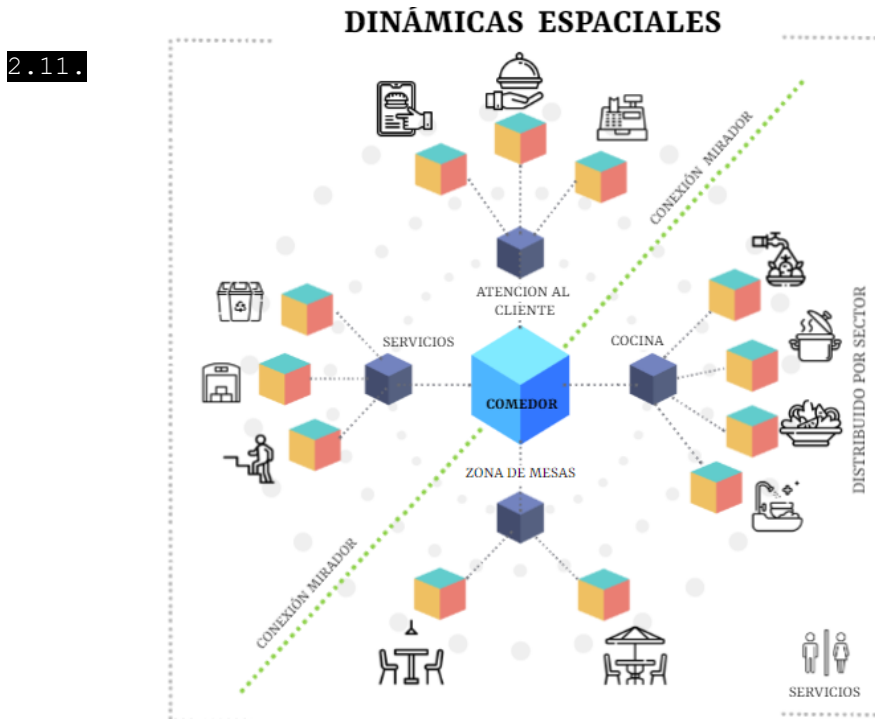 DINÁMICAS ESPACIALES
2.11.
CONEXIÓN MIRADOR
ATENCION AL
CLIENTE
SERVICIOS
COCINA
COMEDOR
DISTRIBUIDO POR SECTOR
ZONA DE MESAS
CONEXIÓN MIRADOR
SERVICIOS